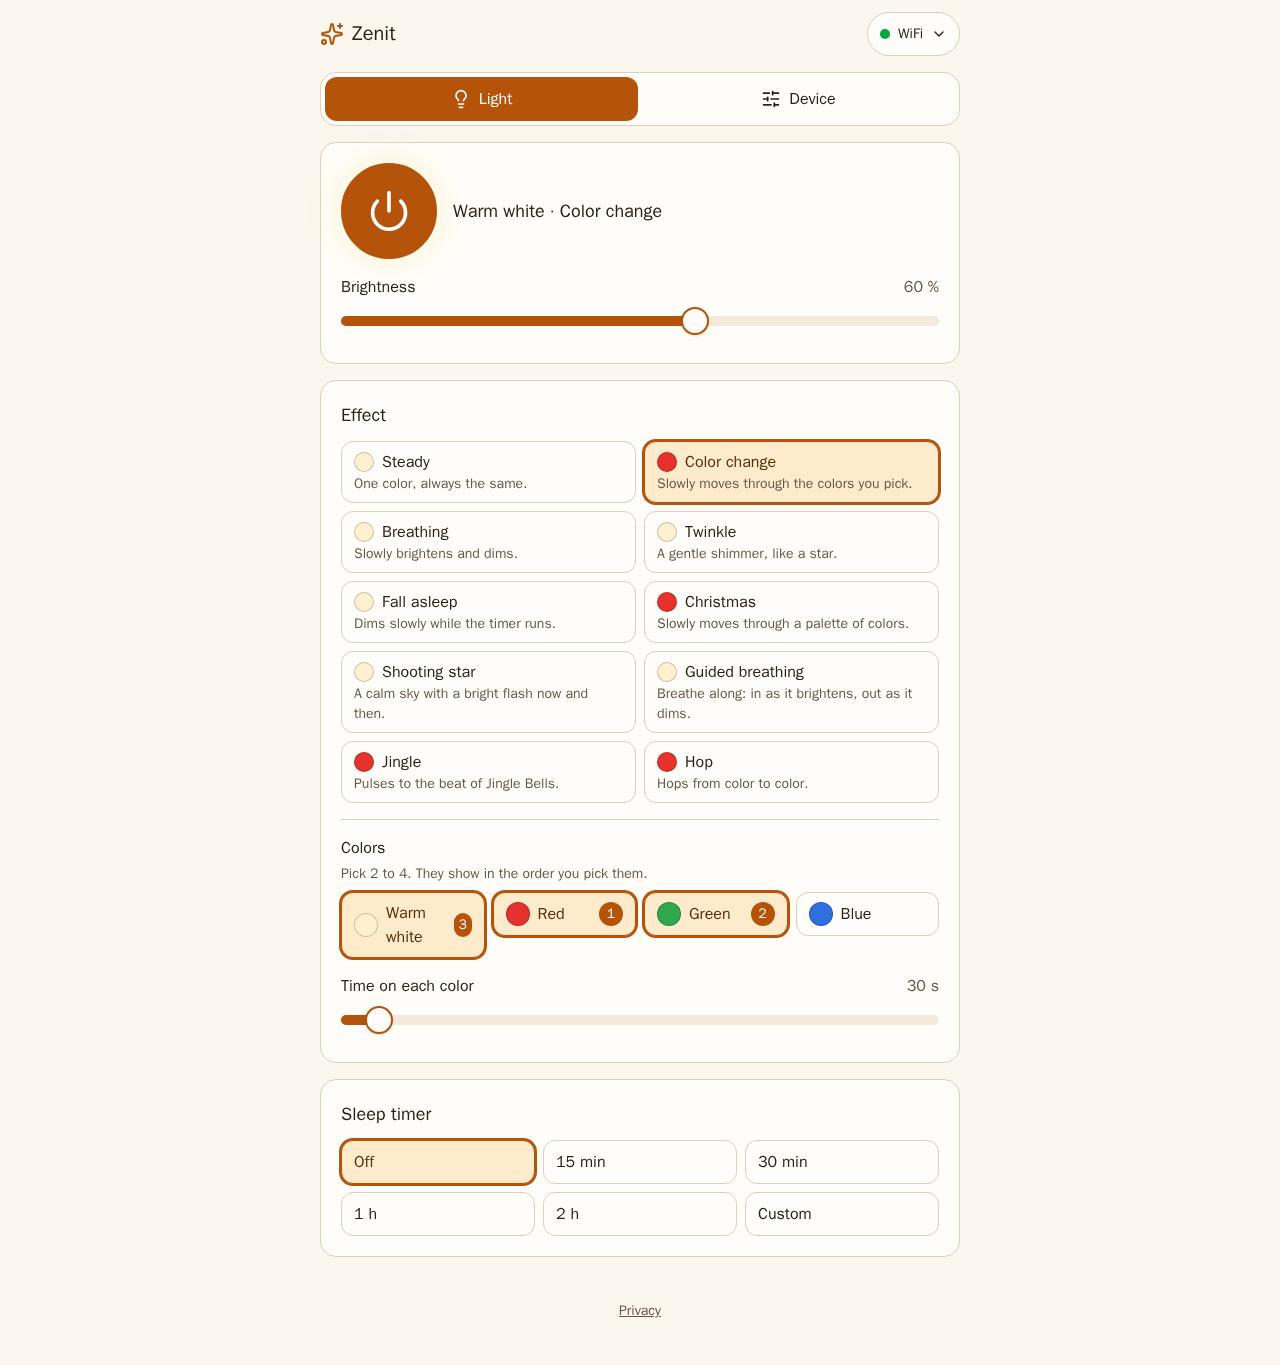 Zenit
WiFi
Light
Device
Warm white · Color change
Brightness
60 %
Effect
Steady
One color, always the same.
Color change
Slowly moves through the colors you pick.
Breathing
Slowly brightens and dims.
Twinkle
A gentle shimmer, like a star.
Fall asleep
Dims slowly while the timer runs.
Christmas
Slowly moves through a palette of colors.
Shooting star
A calm sky with a bright flash now and
then.
Guided breathing
Breathe along: in as it brightens, out as it
dims.
Jingle
Pulses to the beat of Jingle Bells.
Hop
Hops from color to color.
Colors
Pick 2 to 4. They show in the order you pick them.
Warm
white
3
Red
1
Green
2
Blue
Time on each color
30 s
Sleep timer
Off
15 min
30 min
1 h
2 h
Custom
Privacy